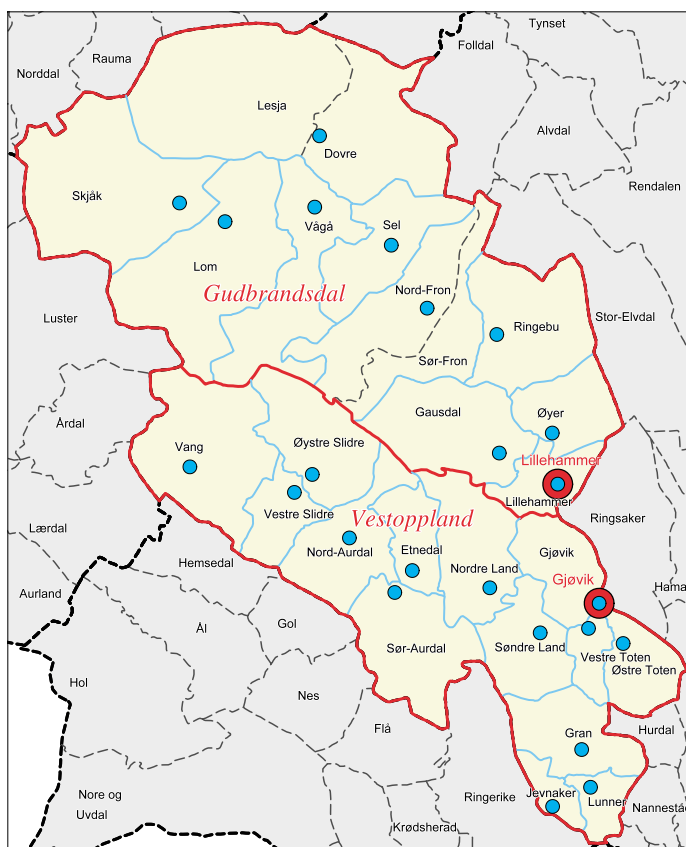 Tynset
Folldal
Rauma
Norddal
Lesja
Alvdal
Dovre
Rendalen
Skjåk
Vågå
Sel
Lom
Gudbrandsdal
Nord-Fron
Luster
Stor-Elvdal
Ringebu
Sør-Fron
Gausdal
Øyer
Årdal
Vang
Øystre Slidre
Lillehammer
Lillehammer
Vestre Slidre
Vestoppland
Ringsaker
Lærdal
Nord-Aurdal
Etnedal
Gjøvik
Hemsedal
Nordre Land
Gjøvik
Hama
Aurland
Ål
Gol
Sør-Aurdal
Søndre Land
Vestre Toten
Østre Toten
Hol
Nes
Flå
Gran
Hurdal
Nore og
Uvdal
Ringerike
Jevnaker
Lunner
Nannestad
Krødsherad